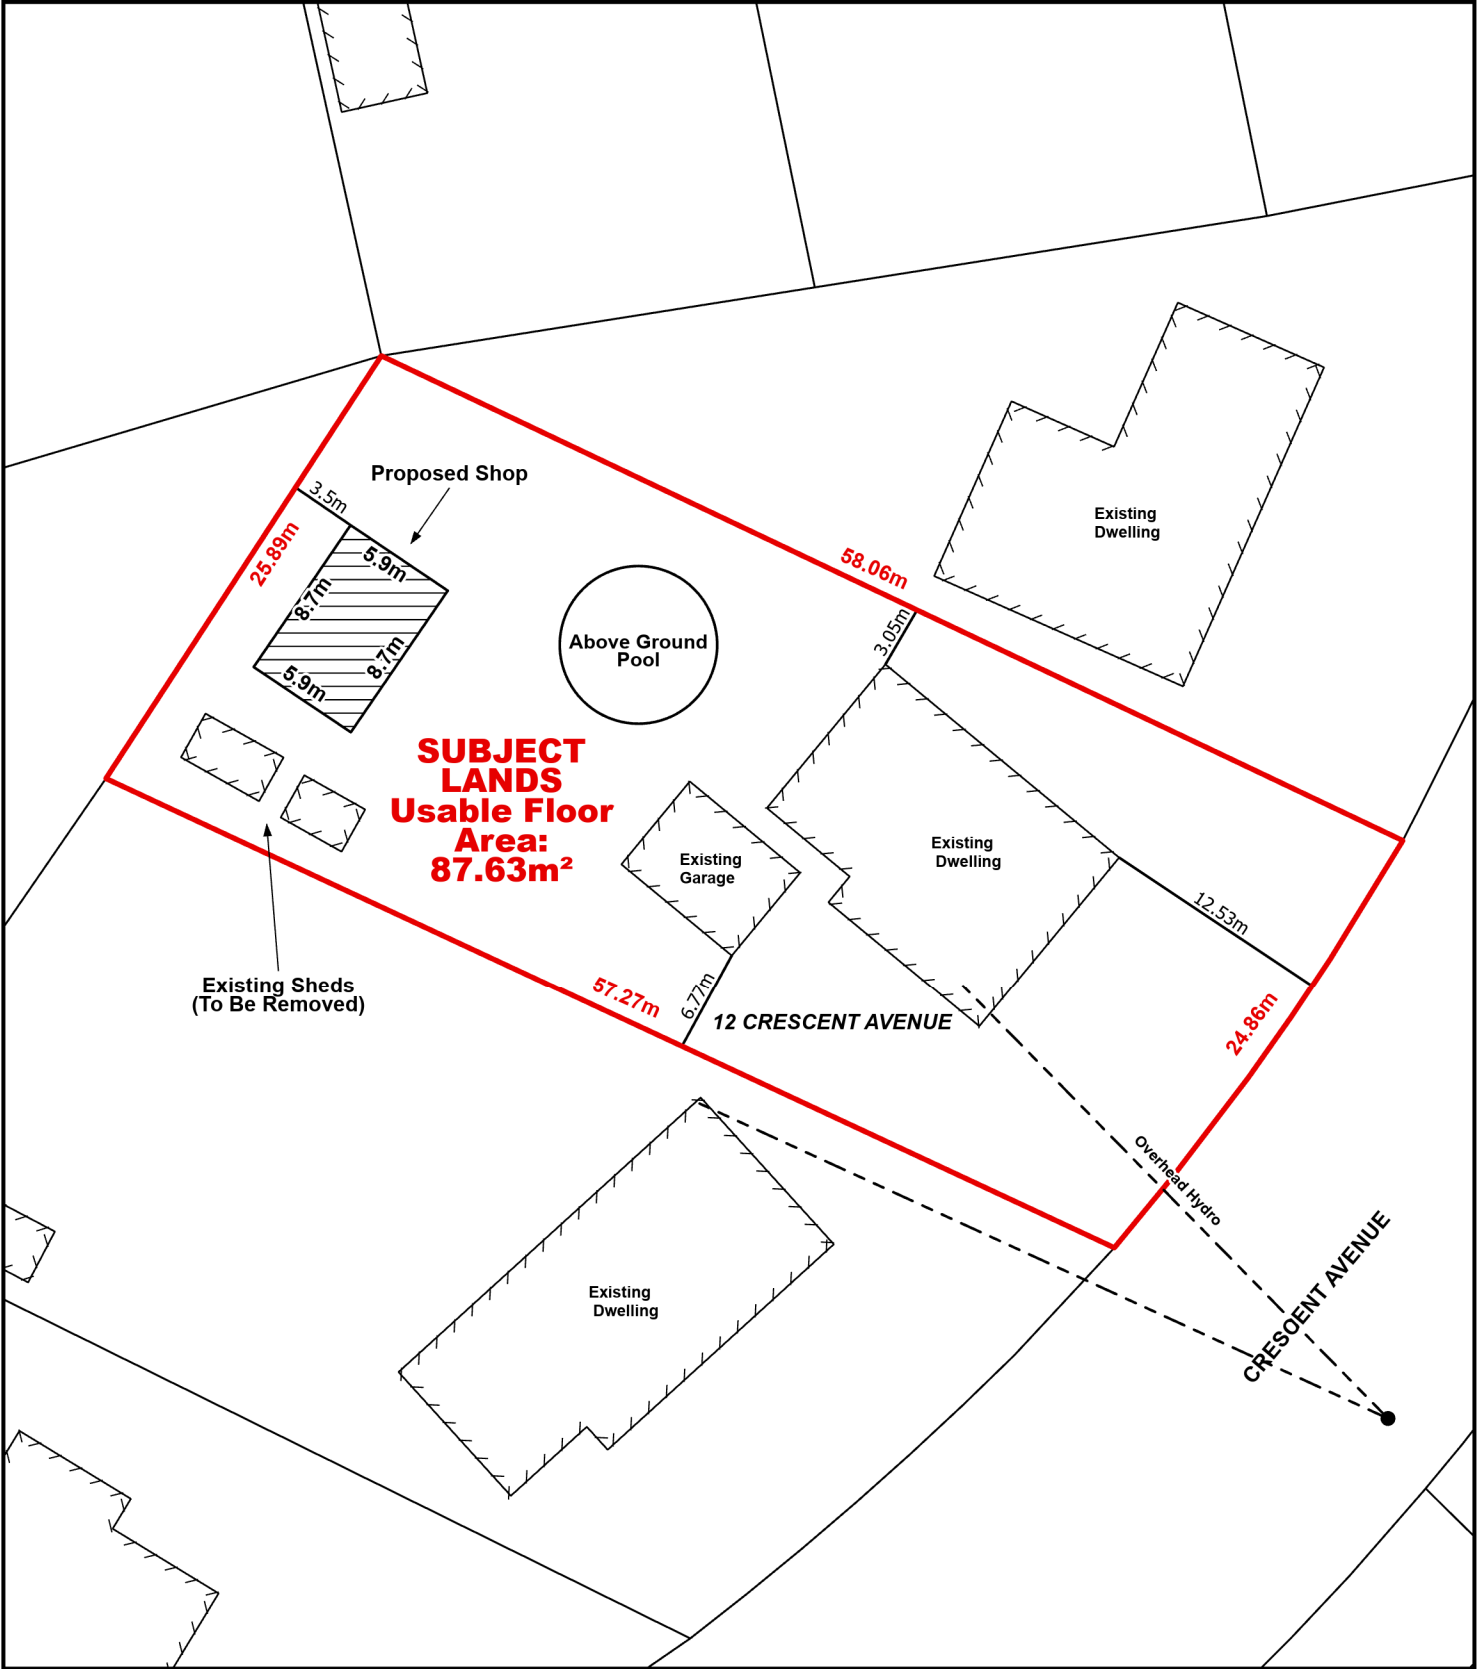 Proposed Shop
3.5m
25.89m
5.9m
8.7m
8.7m
5.9m
Above Ground
Pool
58.06m
3.05m
Existing
Dwelling
SUBJECT
LANDS
Usable Floor
Area:
87.63m²
Existing
Garage
Existing
Dwelling
12.53m
Existing Sheds
(To Be Removed)
57.27m
6.77m
12 CRESCENT AVENUE
24.86m
Overhead Hydro
CRESCENT AVENUE
Existing
Dwelling